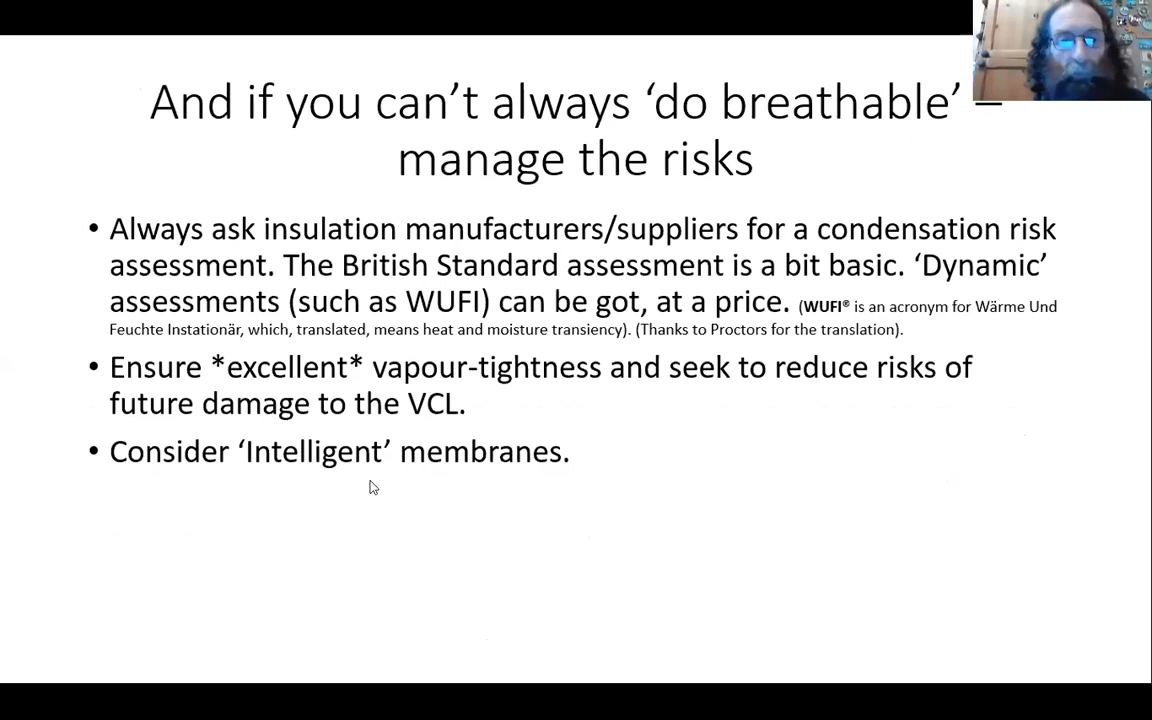 And if you can’t always ‘do breathable’ –
manage the risks
• Always ask insulation manufacturers/suppliers for a condensation risk
assessment. The British Standard assessment is a bit basic. ‘Dynamic’
assessments (such as WUFI) can be got, at a price. (WUFI® is an acronym for Wärme Und
Feuchte Instationär, which, translated, means heat and moisture transiency). (Thanks to Proctors for the translation).
• Ensure *excellent* vapour-tightness and seek to reduce risks of
future damage to the VCL.
• Consider ‘Intelligent’ membranes.